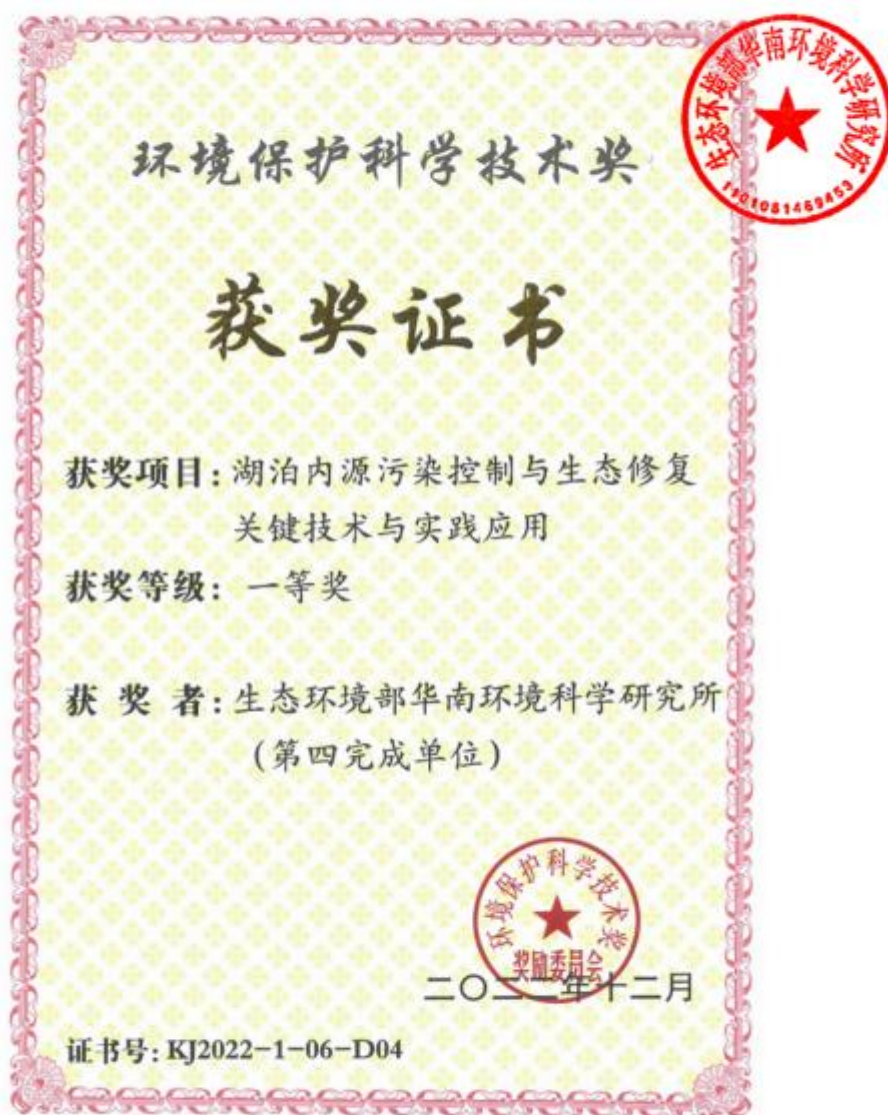 环境保护科学技术奖
获奖证书
获奖项目：湖泊内源污染控制与生态修复
关键技术与实践应用
获奖等级：一等奖
获奖者：生态环境部华南环境科学研究所
（第四完成单位）
环境保护科学技术奖
奖励委员会
二〇二二年十二月
证书号：KJ2022-1-06-D04
生态环境部华南环境科学研究所
1101081469453